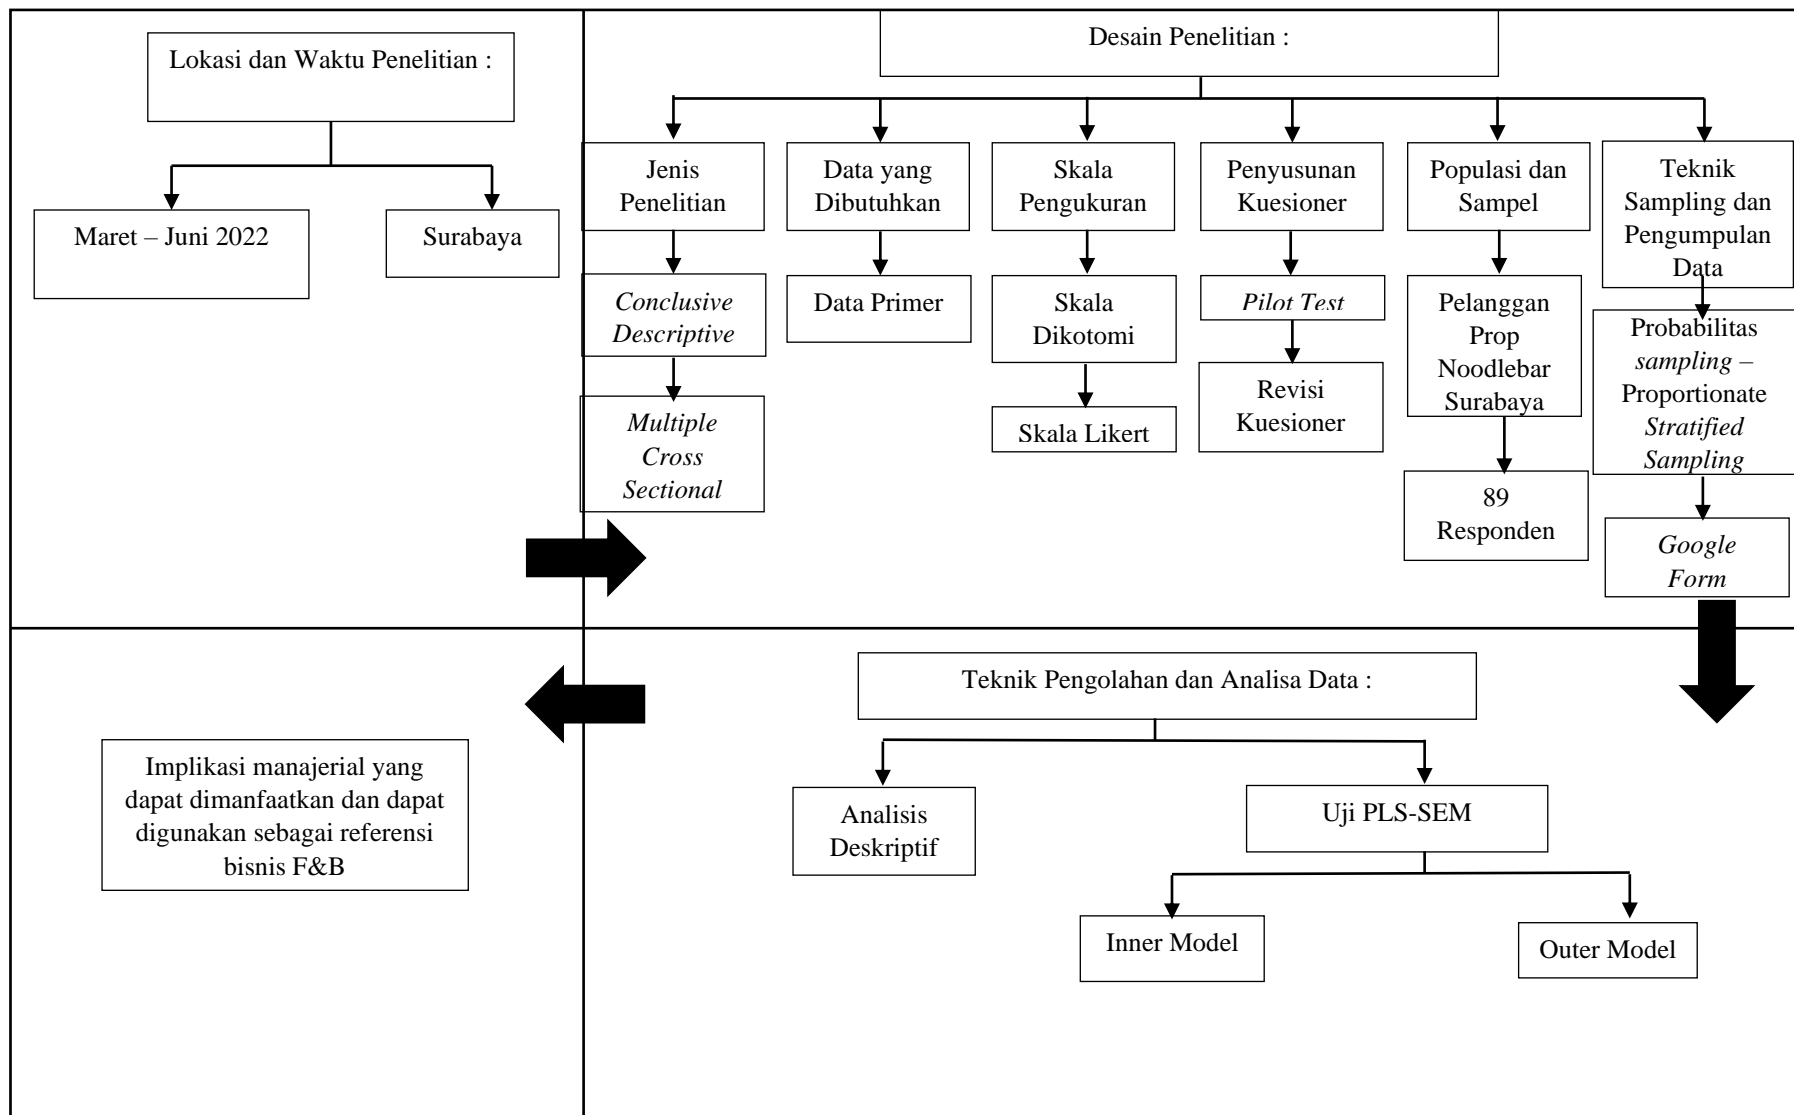 Lokasi dan Waktu Penelitian :
Maret – Juni 2022
Surabaya
Desain Penelitian :
Jenis
Penelitian
Conclusive
Descriptive
Multiple
Cross
Sectional
Data yang
Dibutuhkan
Data Primer
Skala
Pengukuran
Skala
Dikotomi
Skala Likert
Penyusunan
Kuesioner
Pilot Test
Revisi
Kuesioner
Populasi dan
Sampel
Pelanggan
Prop
Noodlebar
Surabaya
89
Responden
Teknik
Sampling dan
Pengumpulan
Data
Probabilitas
sampling –
Proportionate
Stratified
Sampling
Google
Form
Teknik Pengolahan dan Analisa Data :
Analisis
Deskriptif
Uji PLS-SEM
Inner Model
Outer Model
Implikasi manajerial yang
dapat dimanfaatkan dan dapat
digunakan sebagai referensi
bisnis F&B